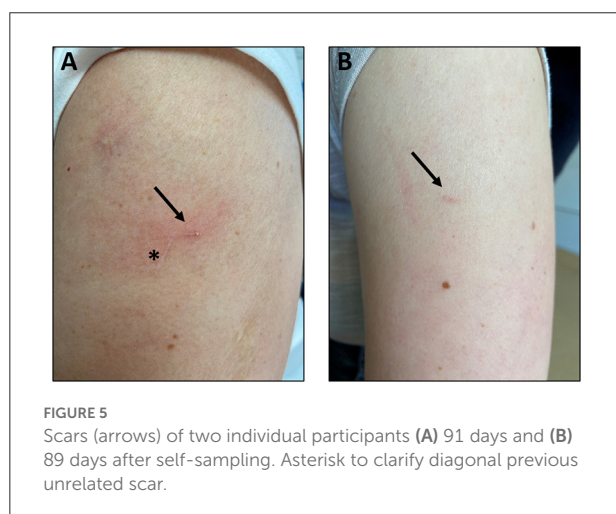 A
B
*
FIGURE 5
Scars (arrows) of two individual participants (A) 91 days and (B)
89 days after self-sampling. Asterisk to clarify diagonal previous
unrelated scar.